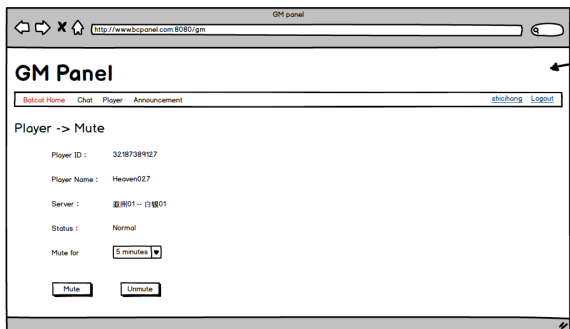 GM panel
http://www.bcpanel.com:8080/gm
GM Panel
Batcat Home Chat Player Announcement shicihang Logout
Player -> Mute
Player ID : 32187389127
Player Name : Heaven027
Server : 亚洲01 -- 白银01
Status : Normal
Mute for 5 minutes
Mute Unmute